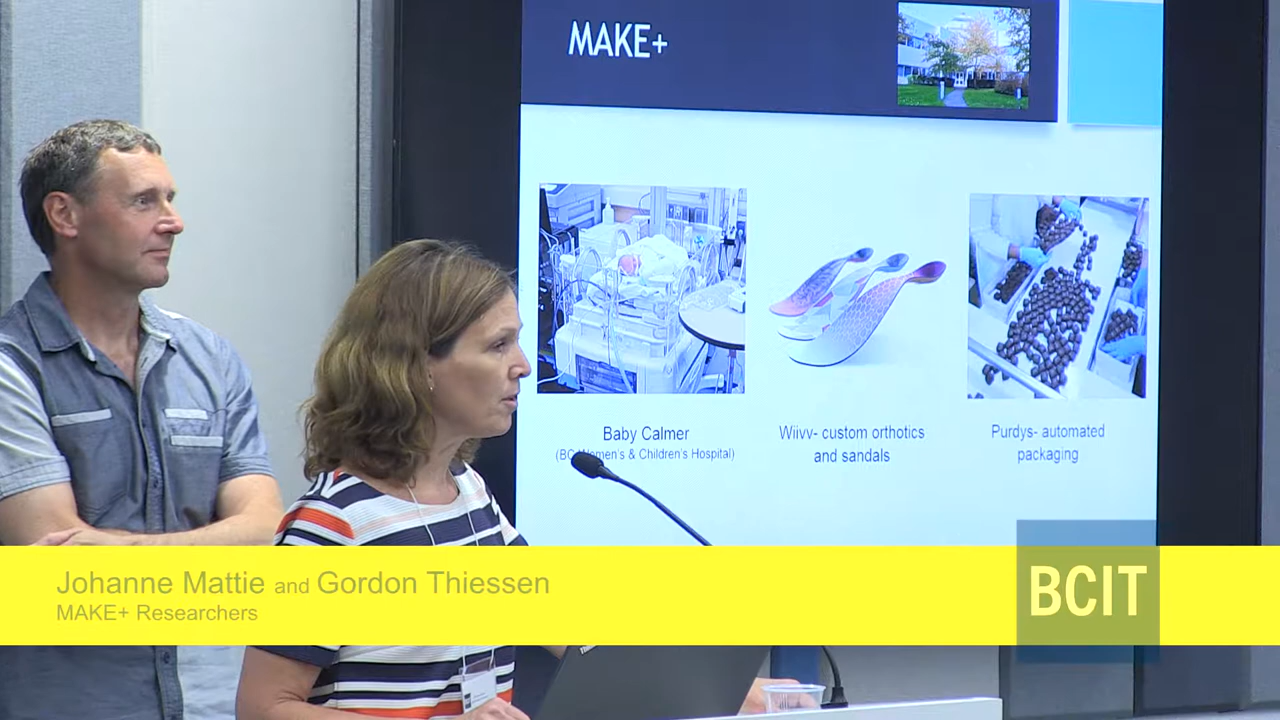 MAKE+
Baby Calmer
(BC Women's & Children's Hospital)
Wiivv- custom orthotics
and sandals
Purdys- automated
packaging
Johanne Mattie and Gordon Thiessen
MAKE+ Researchers
BCIT